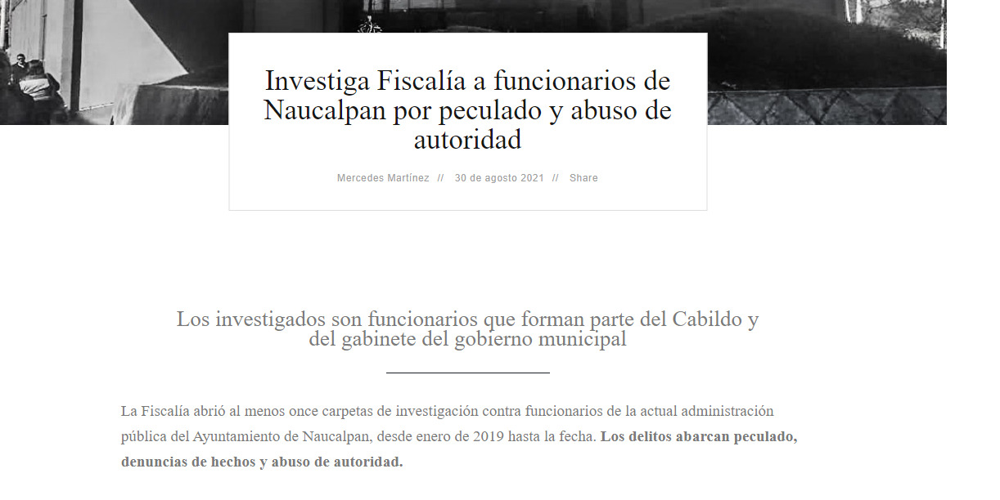 Investiga Fiscalía a funcionarios de
Naucalpan por peculado y abuso de
autoridad
Mercedes Martínez // 30 de agosto 2021 // Share
Los investigados son funcionarios que forman parte del Cabildo y
del gabinete del gobierno municipal
La Fiscalía abrió al menos once carpetas de investigación contra funcionarios de la actual administración
pública del Ayuntamiento de Naucalpan, desde enero de 2019 hasta la fecha. Los delitos abarcan peculado,
denuncias de hechos y abuso de autoridad.